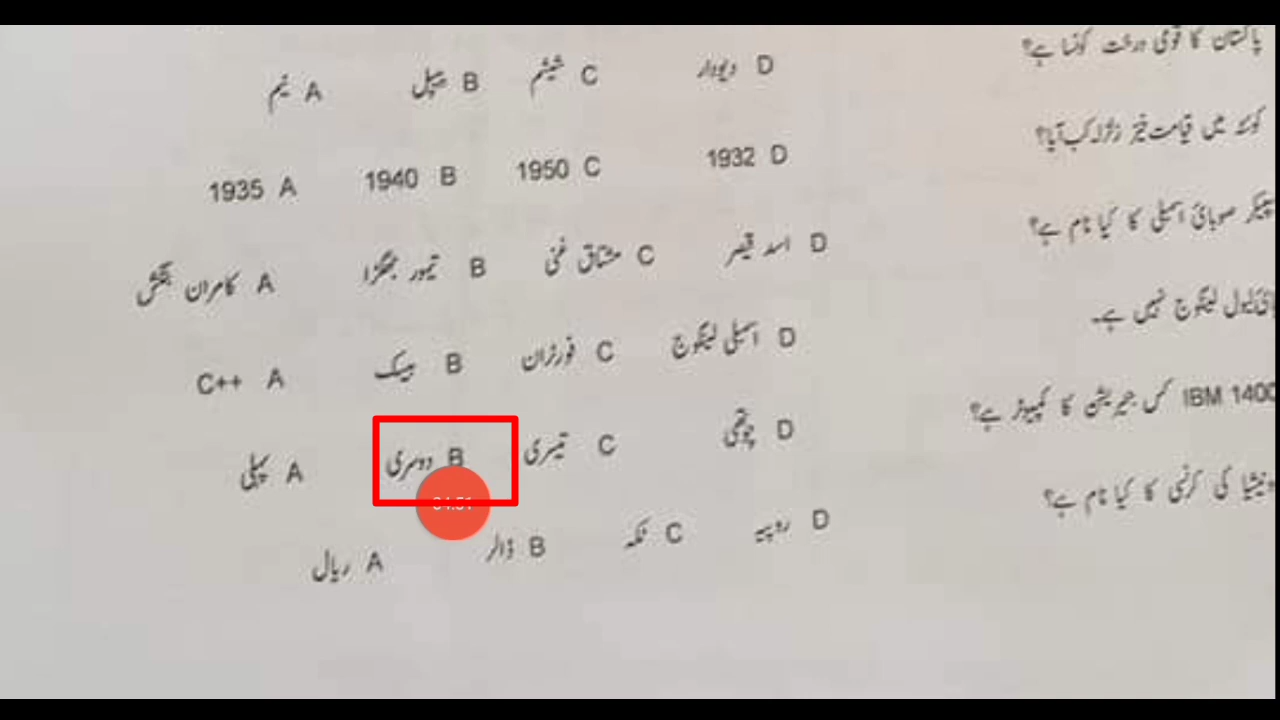 پاکستان کا قومی درخت کونسا ہے؟
A نیم B پیپل C شیشم D دیودار
کوئٹہ میں قیامت خیز زلزلہ کب آیا؟
1935 A 1940 B 1950 C 1932 D
سپیکر صوبائی اسمبلی کا کیا نام ہے؟
A کامران بنگش B تیمور جھگڑا C مشتاق غنی D اسد قیصر
ہائی لیول لینگوج نہیں ہے۔
C++ A B بیسک C فورٹران D اسمبلی لینگوج
IBM 1400 کس جنریشن کا کمپیوٹر ہے؟
A پہلی B دوسری C تیسری D چوتھی
کی کرنسی کا کیا نام ہے؟
A ریال B ڈالر C ٹکہ D روپیہ